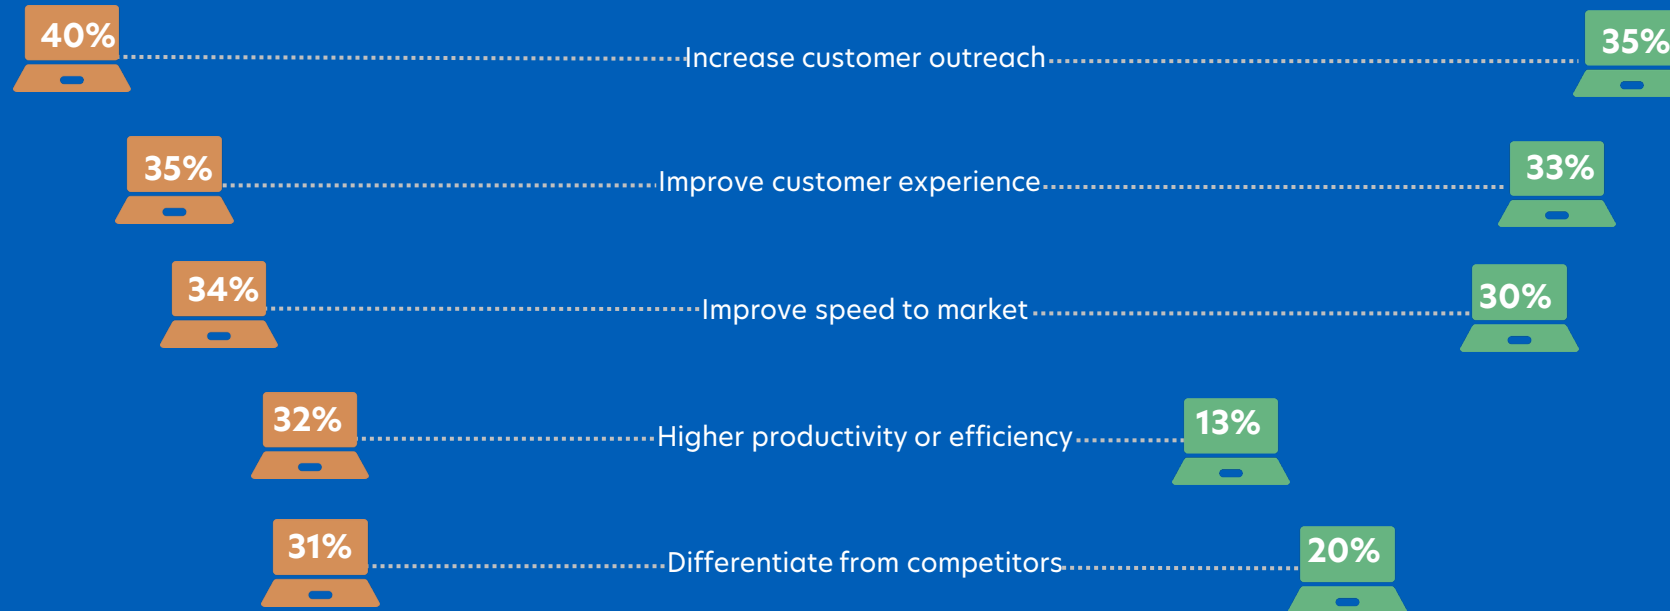 40% Increase customer outreach 35%
35% Improve customer experience 33%
34% Improve speed to market 30%
32% Higher productivity or efficiency 13%
31% Differentiate from competitors 20%